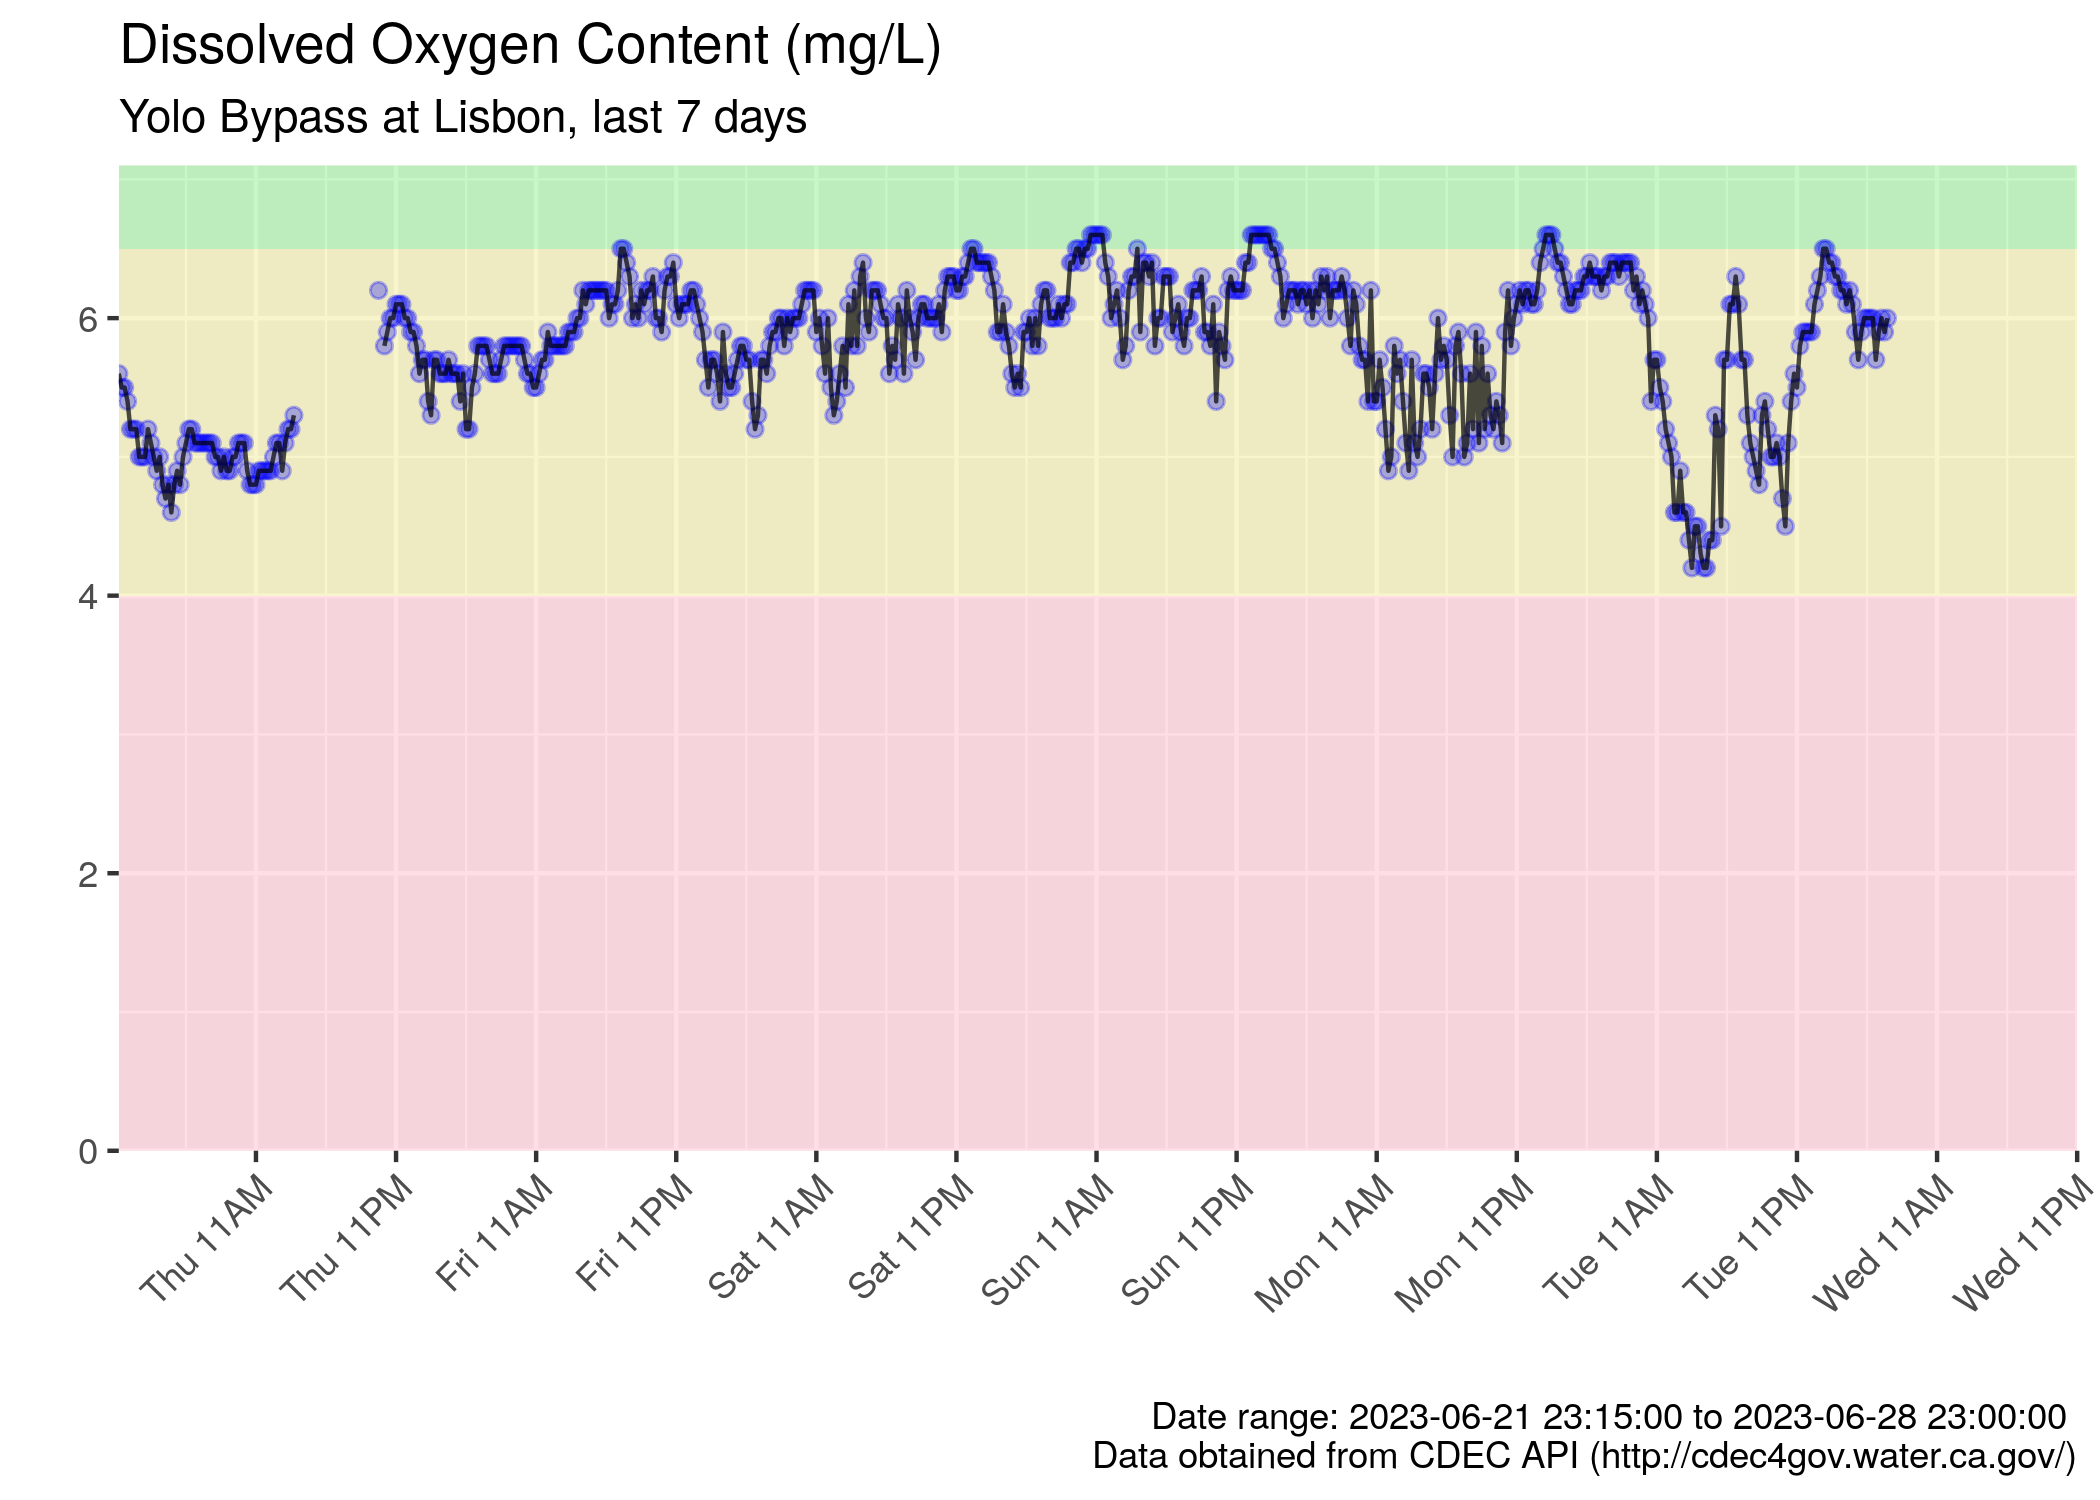 Dissolved Oxygen Content (mg/L)
Yolo Bypass at Lisbon, last 7 days
6
4
2
0
Thu 11AM
Thu 11PM
Fri 11AM
Fri 11PM
Sat 11AM
Sat 11PM
Sun 11AM
Sun 11PM
Mon 11AM
Mon 11PM
Tue 11AM
Tue 11PM
Wed 11AM
Wed 11PM
Date range: 2023-06-21 23:15:00 to 2023-06-28 23:00:00
Data obtained from CDEC API (http://cdec4gov.water.ca.gov/)